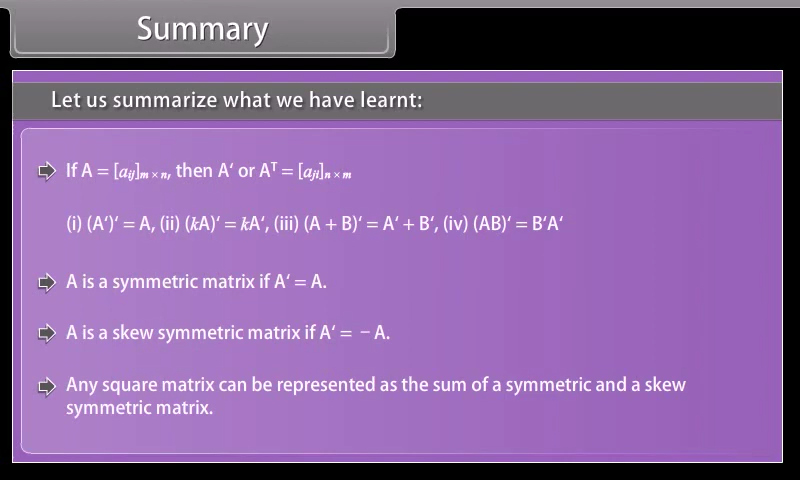 Summary
Let us summarize what we have learnt:
If A = [aij]m × n, then A‘ or Aᵀ = [aji]n × m
(i) (A‘)‘ = A, (ii) (kA)‘ = kA‘, (iii) (A + B)‘ = A‘ + B‘, (iv) (AB)‘ = B‘A‘
A is a symmetric matrix if A‘ = A.
A is a skew symmetric matrix if A‘ = − A.
Any square matrix can be represented as the sum of a symmetric and a skew
symmetric matrix.